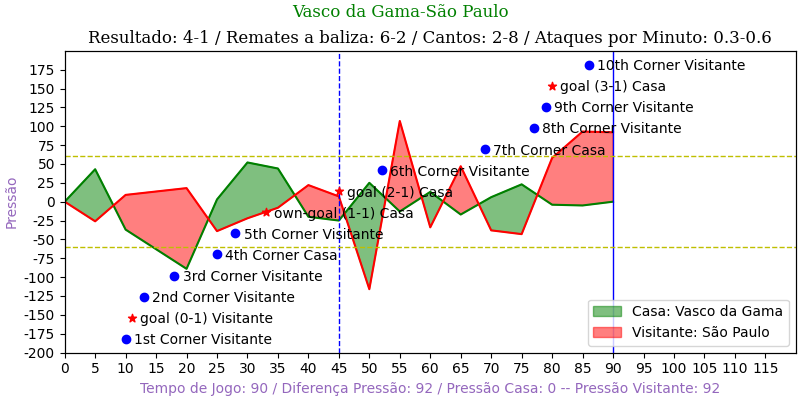 Vasco da Gama-São Paulo
Resultado: 4-1 / Remates a baliza: 6-2 / Cantos: 2-8 / Ataques por Minuto: 0.3-0.6
Pressão
175
150
125
100
75
50
25
0
-25
-50
-75
-100
-125
-150
-175
-200
10th Corner Visitante
goal (3-1) Casa
9th Corner Visitante
8th Corner Visitante
7th Corner Casa
6th Corner Visitante
goal (2-1) Casa
own-goal (1-1) Casa
5th Corner Visitante
4th Corner Casa
3rd Corner Visitante
2nd Corner Visitante
goal (0-1) Visitante
1st Corner Visitante
Casa: Vasco da Gama
Visitante: São Paulo
0 5 10 15 20 25 30 35 40 45 50 55 60 65 70 75 80 85 90 95 100 105 110 115
Tempo de Jogo: 90 / Diferença Pressão: 92 / Pressão Casa: 0 -- Pressão Visitante: 92